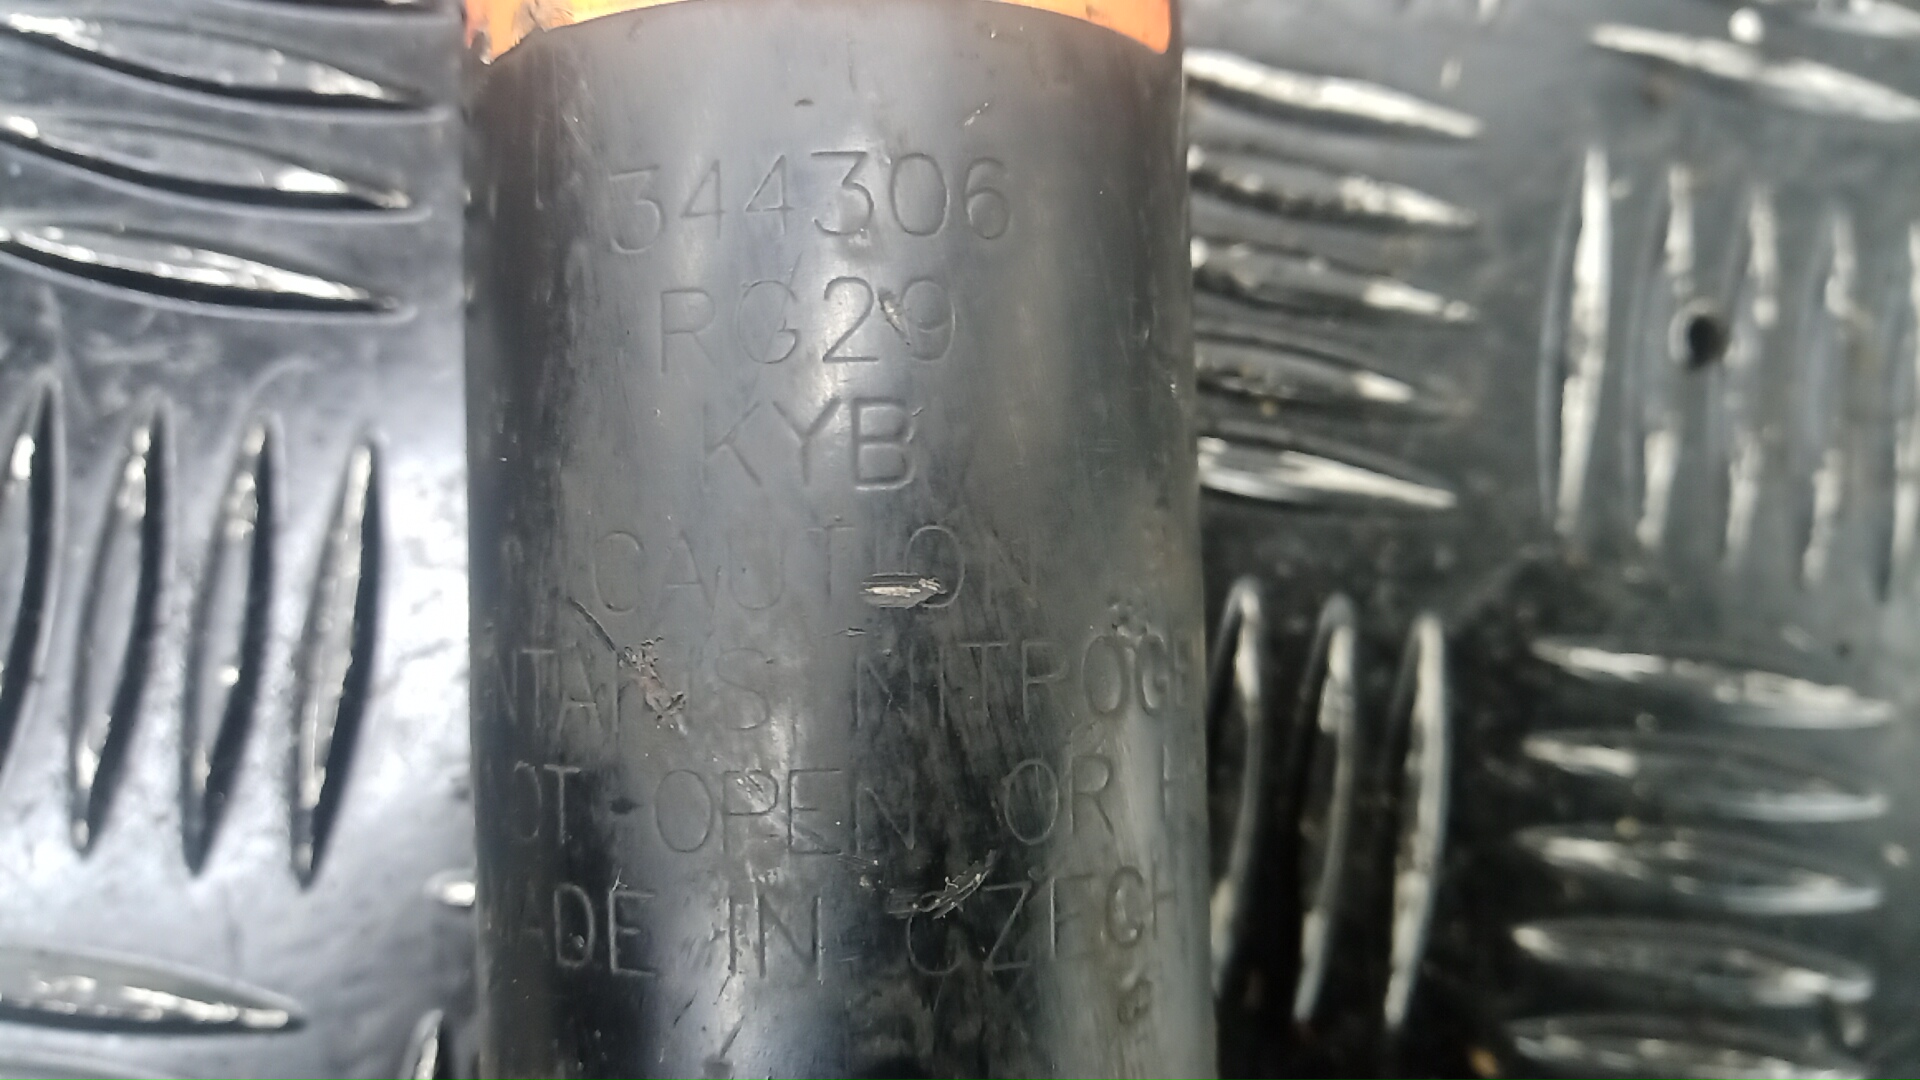 344306
RG29
KYB
CAUTION
NTAINS NITROGE
OT OPEN OR H
ADE IN CZECH